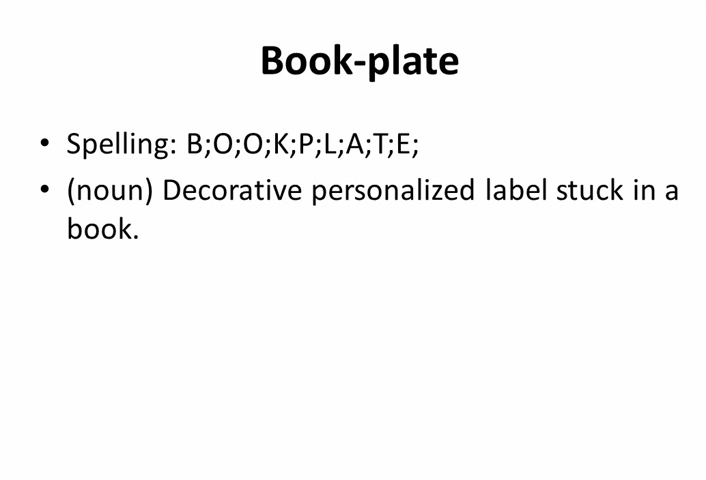 Book-plate
• Spelling: B;O;O;K;P;L;A;T;E;
• (noun) Decorative personalized label stuck in a
book.